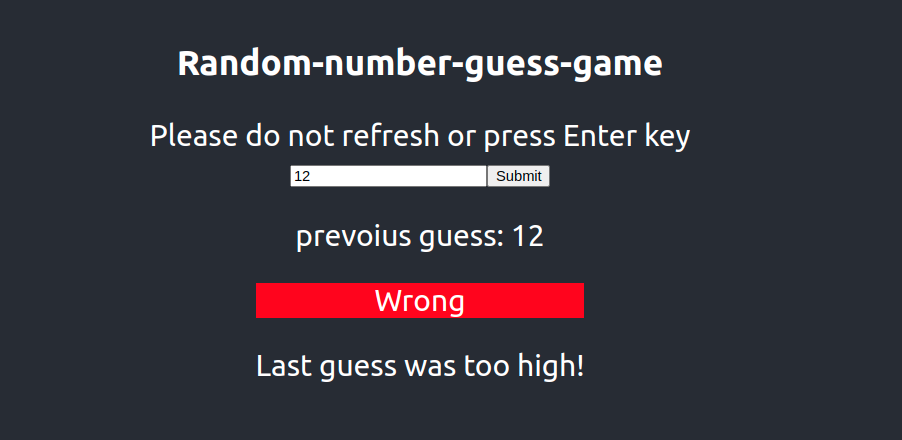 Random-number-guess-game
Please do not refresh or press Enter key
12 Submit
prevoius guess: 12
Wrong
Last guess was too high!